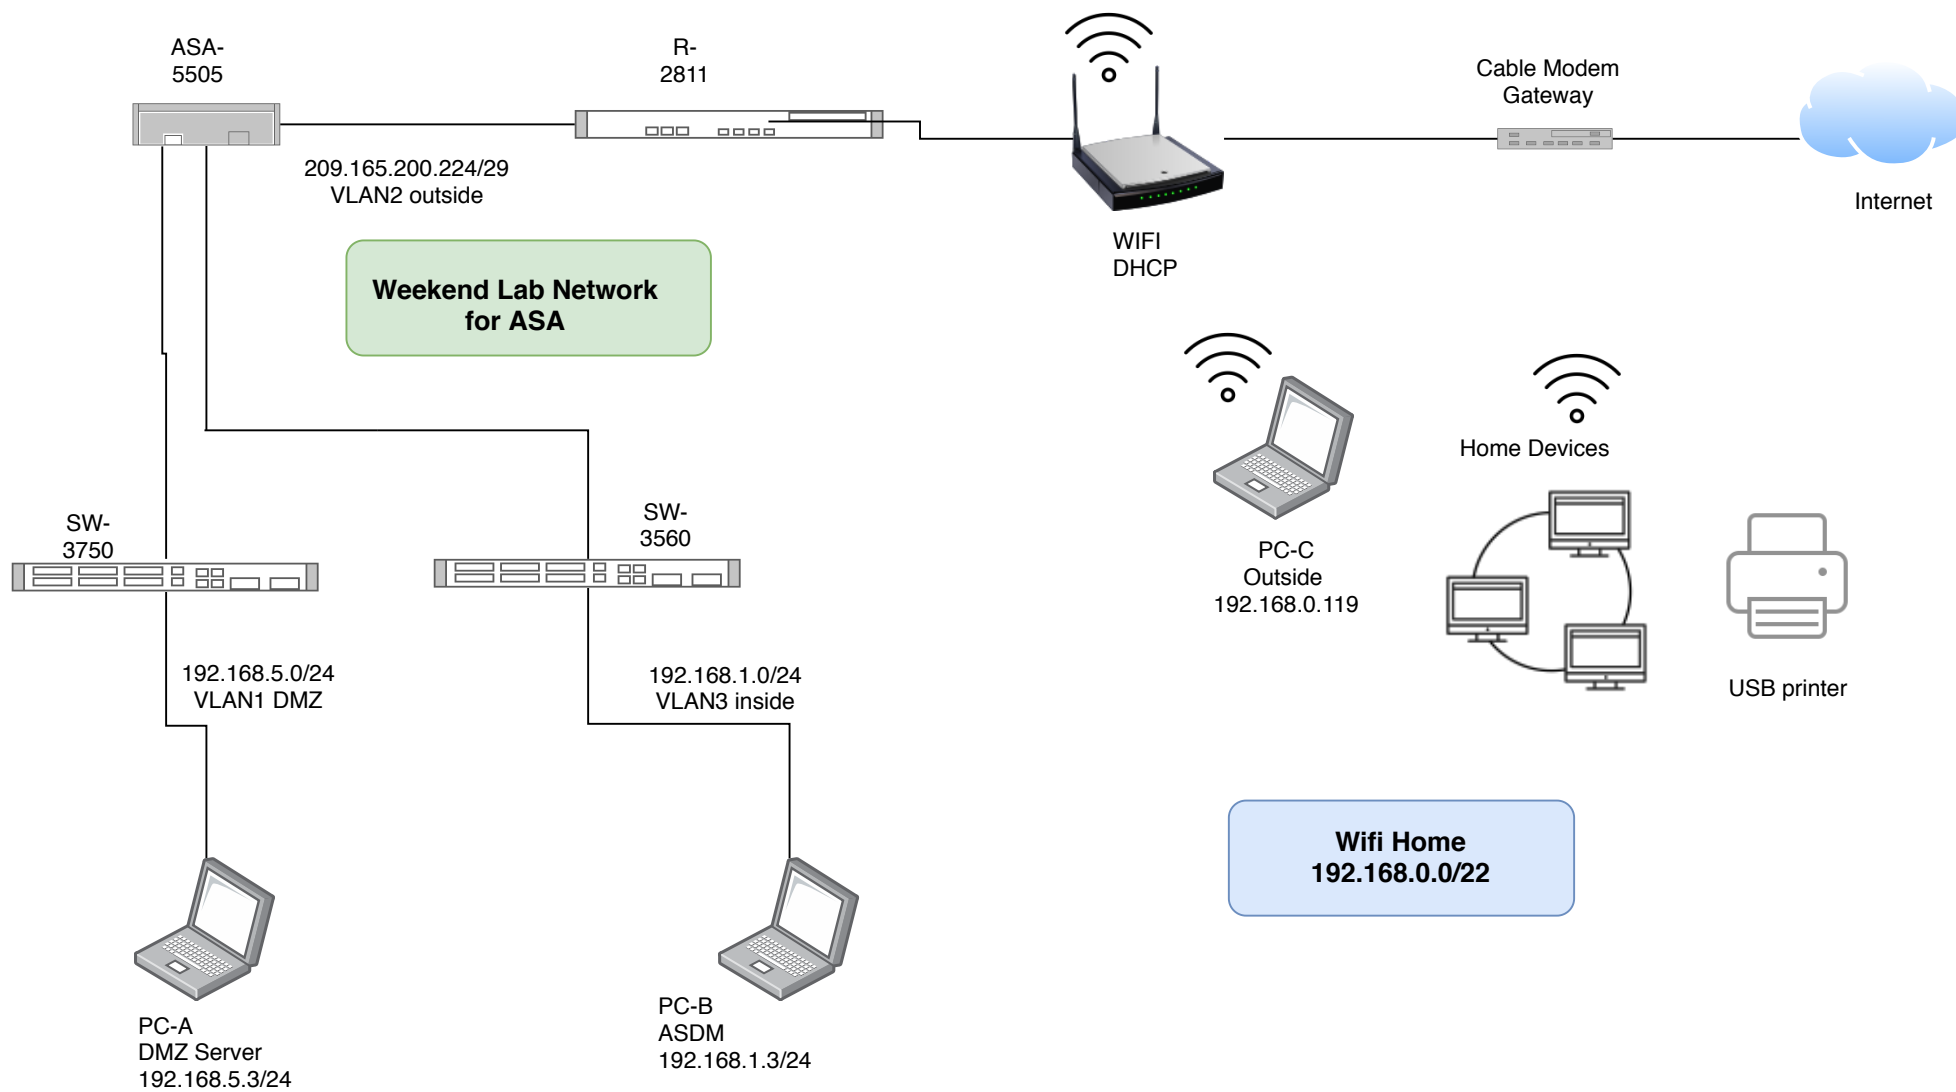 ASA-
5505
R-
2811
Cable Modem
Gateway
209.165.200.224/29
VLAN2 outside
Internet
WIFI
DHCP
Weekend Lab Network
for ASA
Home Devices
SW-
3750
SW-
3560
PC-C
Outside
192.168.0.119
192.168.5.0/24
VLAN1 DMZ
192.168.1.0/24
VLAN3 inside
USB printer
Wifi Home
192.168.0.0/22
PC-A
DMZ Server
192.168.5.3/24
PC-B
ASDM
192.168.1.3/24